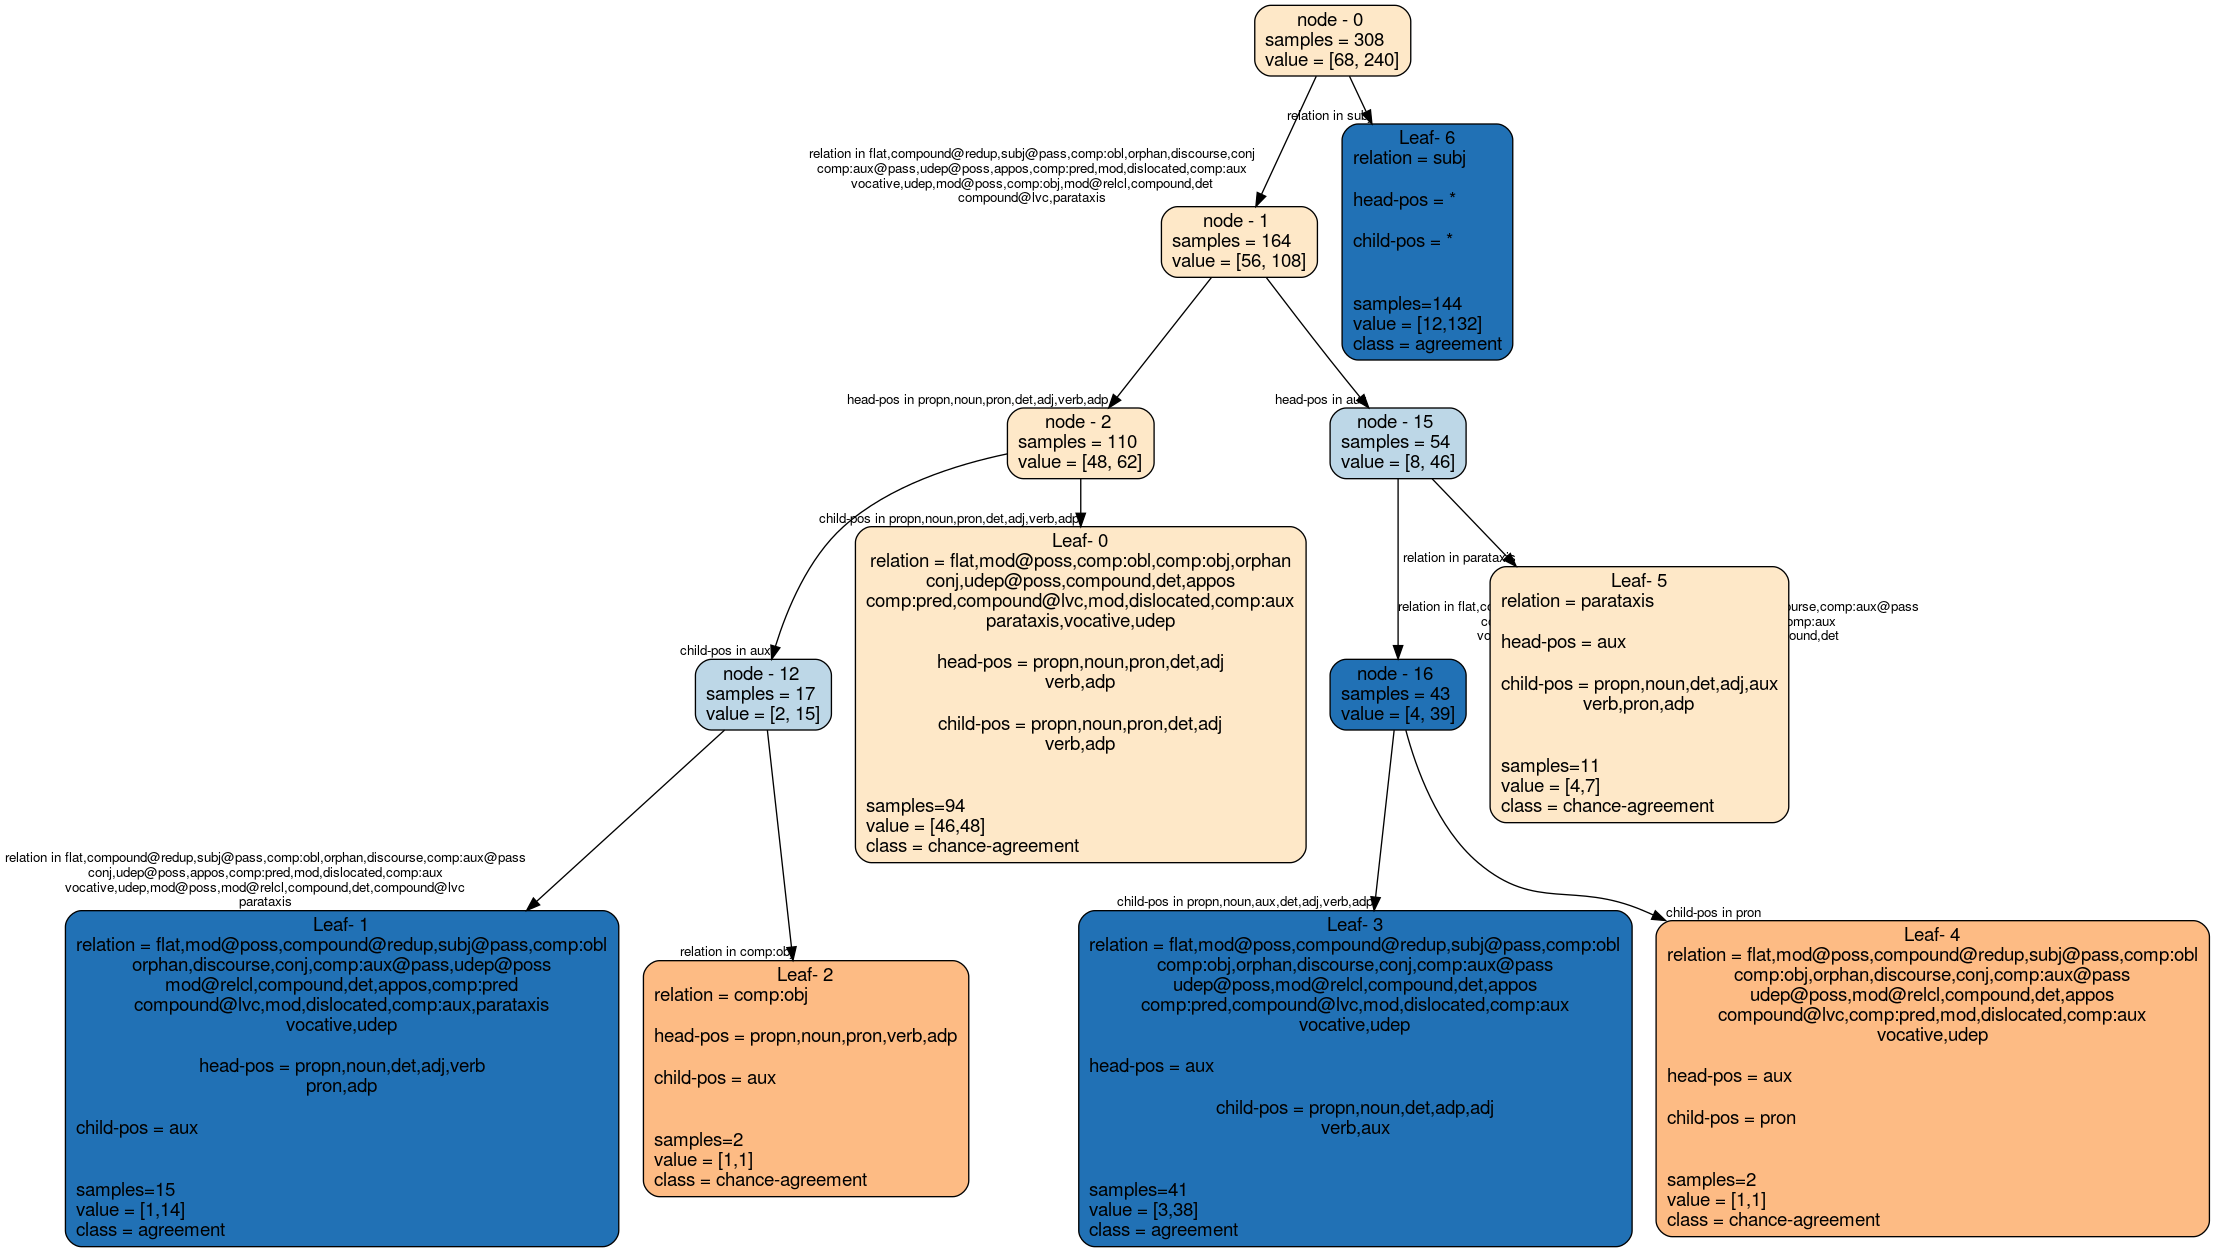 node - 0
samples = 308
value = [68, 240]
relation in subj
Leaf- 6
relation = subj
head-pos = *
child-pos = *
samples=144
value = [12,132]
class = agreement
relation in flat,compound@redup,subj@pass,comp:obl,orphan,discourse,conj
comp:aux@pass,udep@poss,appos,comp:pred,mod,dislocated,comp:aux
vocative,udep,mod@poss,comp:obj,mod@relcl,compound,det
compound@lvc,parataxis
node - 1
samples = 164
value = [56, 108]
head-pos in propn,noun,pron,det,adj,verb,adp
node - 2
samples = 110
value = [48, 62]
head-pos in aux
node - 15
samples = 54
value = [8, 46]
child-pos in propn,noun,pron,det,adj,verb,adp
Leaf- 0
relation = flat,mod@poss,comp:obl,comp:obj,orphan
conj,udep@poss,compound,det,appos
comp:pred,compound@lvc,mod,dislocated,comp:aux
parataxis,vocative,udep
head-pos = propn,noun,pron,det,adj
verb,adp
child-pos = propn,noun,pron,det,adj
verb,adp
samples=94
value = [46,48]
class = chance-agreement
relation in parataxis
Leaf- 5
relation = parataxis
head-pos = aux
child-pos = propn,noun,det,adj,aux
verb,pron,adp
samples=11
value = [4,7]
class = chance-agreement
relation in flat,
comp:aux@pass
child-pos in aux
node - 12
samples = 17
value = [2, 15]
node - 16
samples = 43
value = [4, 39]
relation in flat,compound@redup,subj@pass,comp:obl,orphan,discourse,comp:aux@pass
conj,udep@poss,appos,comp:pred,mod,dislocated,comp:aux
vocative,udep,mod@poss,mod@relcl,compound,det,compound@lvc
parataxis
Leaf- 1
relation = flat,mod@poss,compound@redup,subj@pass,comp:obl
orphan,discourse,conj,comp:aux@pass,udep@poss
mod@relcl,compound,det,appos,comp:pred
compound@lvc,mod,dislocated,comp:aux,parataxis
vocative,udep
head-pos = propn,noun,det,adj,verb
pron,adp
child-pos = aux
samples=15
value = [1,14]
class = agreement
relation in comp:obj
Leaf- 2
relation = comp:obj
head-pos = propn,noun,pron,verb,adp
child-pos = aux
samples=2
value = [1,1]
class = chance-agreement
child-pos in propn,noun,aux,det,adj,verb,adp
Leaf- 3
relation = flat,mod@poss,compound@redup,subj@pass,comp:obl
comp:obj,orphan,discourse,conj,comp:aux@pass
udep@poss,mod@relcl,compound,det,appos
comp:pred,compound@lvc,mod,dislocated,comp:aux
vocative,udep
head-pos = aux
child-pos = propn,noun,det,adp,adj
verb,aux
samples=41
value = [3,38]
class = agreement
child-pos in pron
Leaf- 4
relation = flat,mod@poss,compound@redup,subj@pass,comp:obl
comp:obj,orphan,discourse,conj,comp:aux@pass
udep@poss,mod@relcl,compound,det,appos
compound@lvc,comp:pred,mod,dislocated,comp:aux
vocative,udep
head-pos = aux
child-pos = pron
samples=2
value = [1,1]
class = chance-agreement